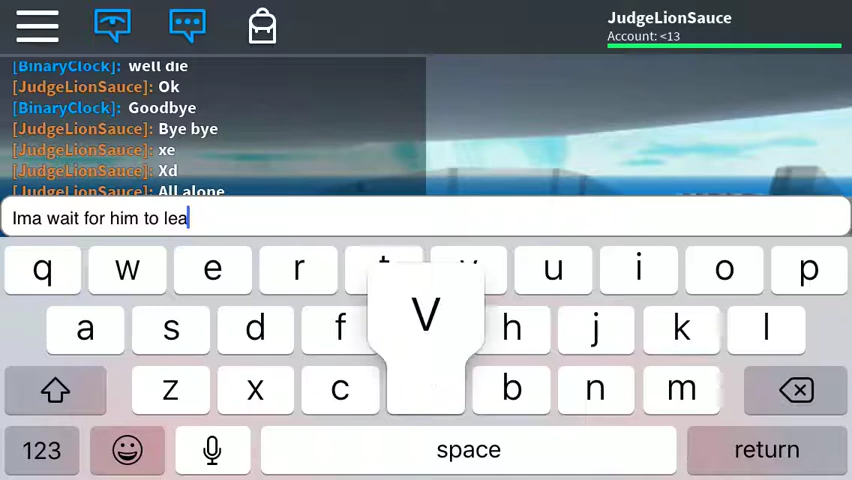 JudgeLionSauce
Account: <13
[BinaryClock]: well die
[JudgeLionSauce]: Ok
[BinaryClock]: Goodbye
[JudgeLionSauce]: Bye bye
[JudgeLionSauce]: xe
[JudgeLionSauce]: Xd
[JudgeLionSauce]: All alone
Ima wait for him to lea
q w e r t y u i o p
a s d f h j k l
V
z x c b n m
123 space return